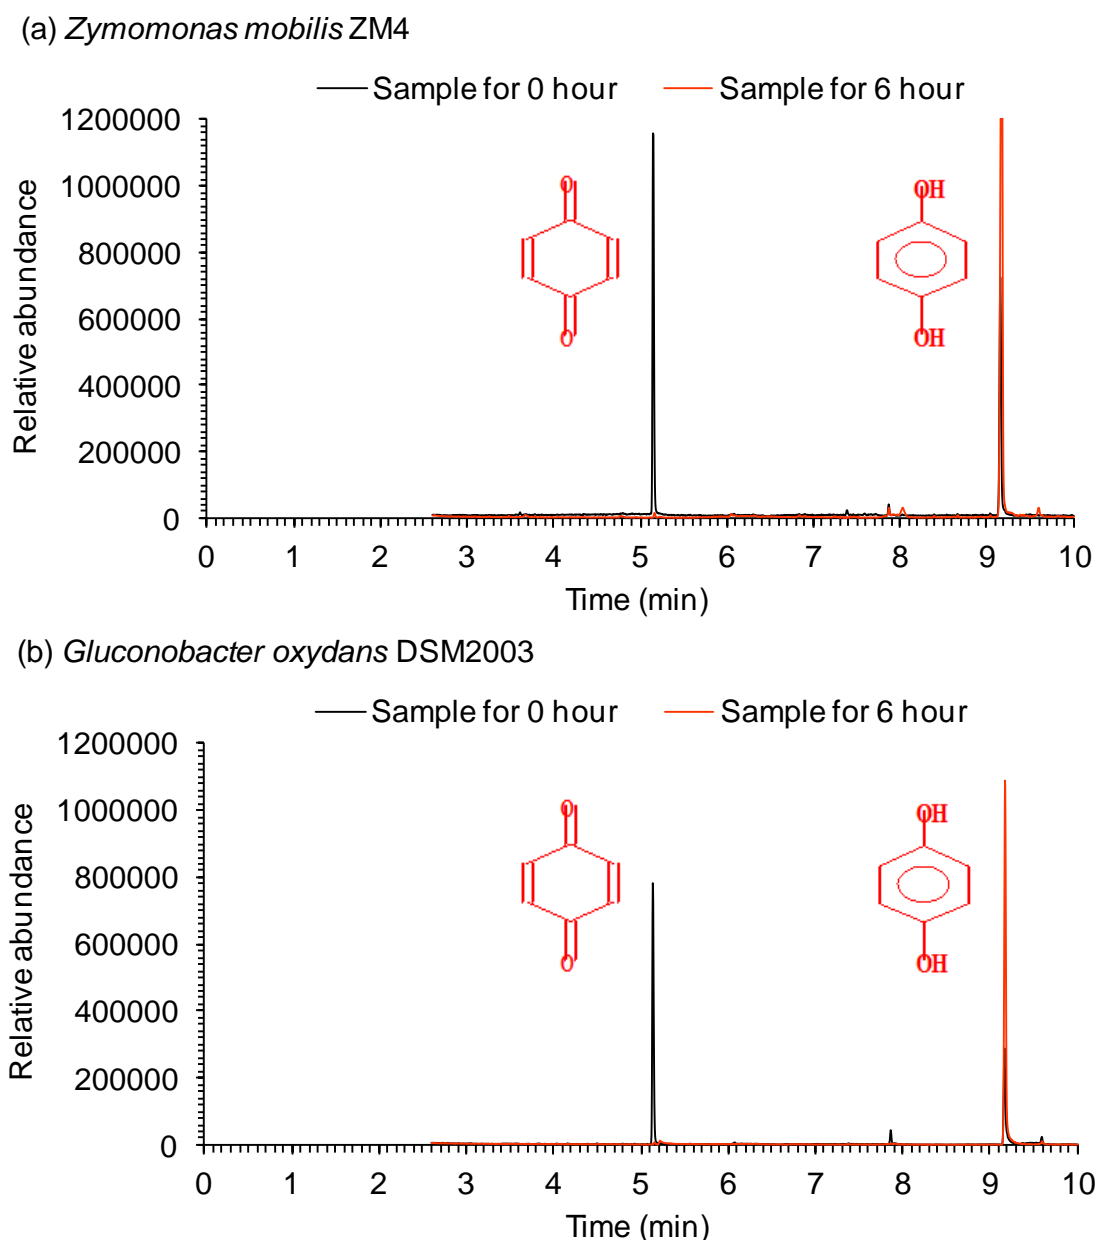 (a) Zymomonas mobilis ZM4
Sample for 0 hour Sample for 6 hour
1200000
1000000
800000
600000
400000
200000
0
Relative abundance
O
O
OH
OH
0 1 2 3 4 5 6 7 8 9 10
Time (min)
(b) Gluconobacter oxydans DSM2003
Sample for 0 hour Sample for 6 hour
1200000
1000000
800000
600000
400000
200000
0
Relative abundance
O
O
OH
OH
0 1 2 3 4 5 6 7 8 9 10
Time (min)